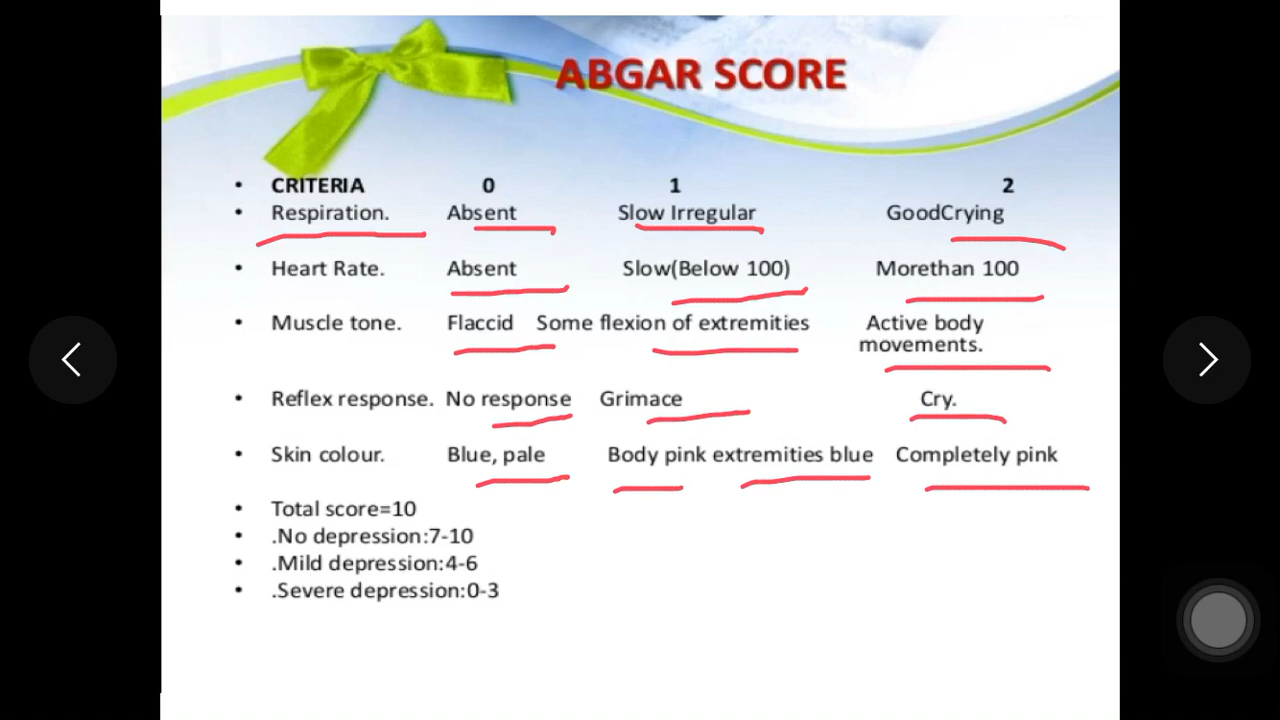 ABGAR SCORE
• CRITERIA 0 1 2
• Respiration. Absent Slow Irregular GoodCrying
• Heart Rate. Absent Slow(Below 100) Morethan 100
• Muscle tone. Flaccid Some flexion of extremities Active body
movements.
• Reflex response. No response Grimace Cry.
• Skin colour. Blue, pale Body pink extremities blue Completely pink
• Total score=10
• .No depression:7-10
• .Mild depression:4-6
• .Severe depression:0-3